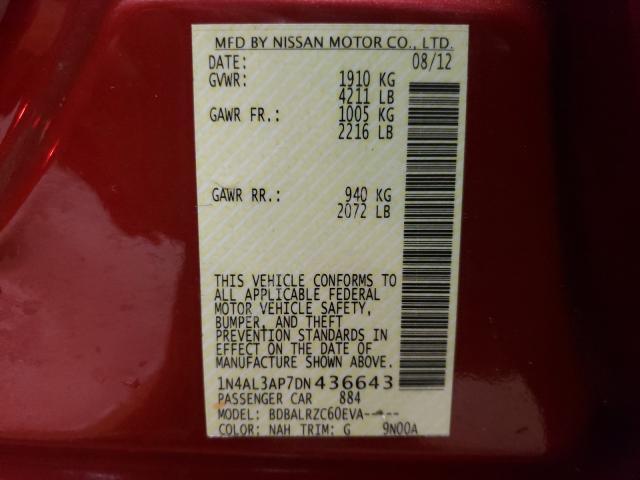 MFD BY NISSAN MOTOR CO., LTD.
DATE: 08/12
GVWR: 1910 KG
4211 LB
GAWR FR.: 1005 KG
2216 LB
GAWR RR.: 940 KG
2072 LB
THIS VEHICLE CONFORMS TO
ALL APPLICABLE FEDERAL
MOTOR VEHICLE SAFETY,
BUMPER, AND THEFT
PREVENTION STANDARDS IN
EFFECT ON THE DATE OF
MANUFACTURE SHOWN ABOVE.
1N4AL3AP7DN436643
PASSENGER CAR 884
MODEL: BDBALRZC60EVA-----
COLOR: NAH TRIM: G 9N00A